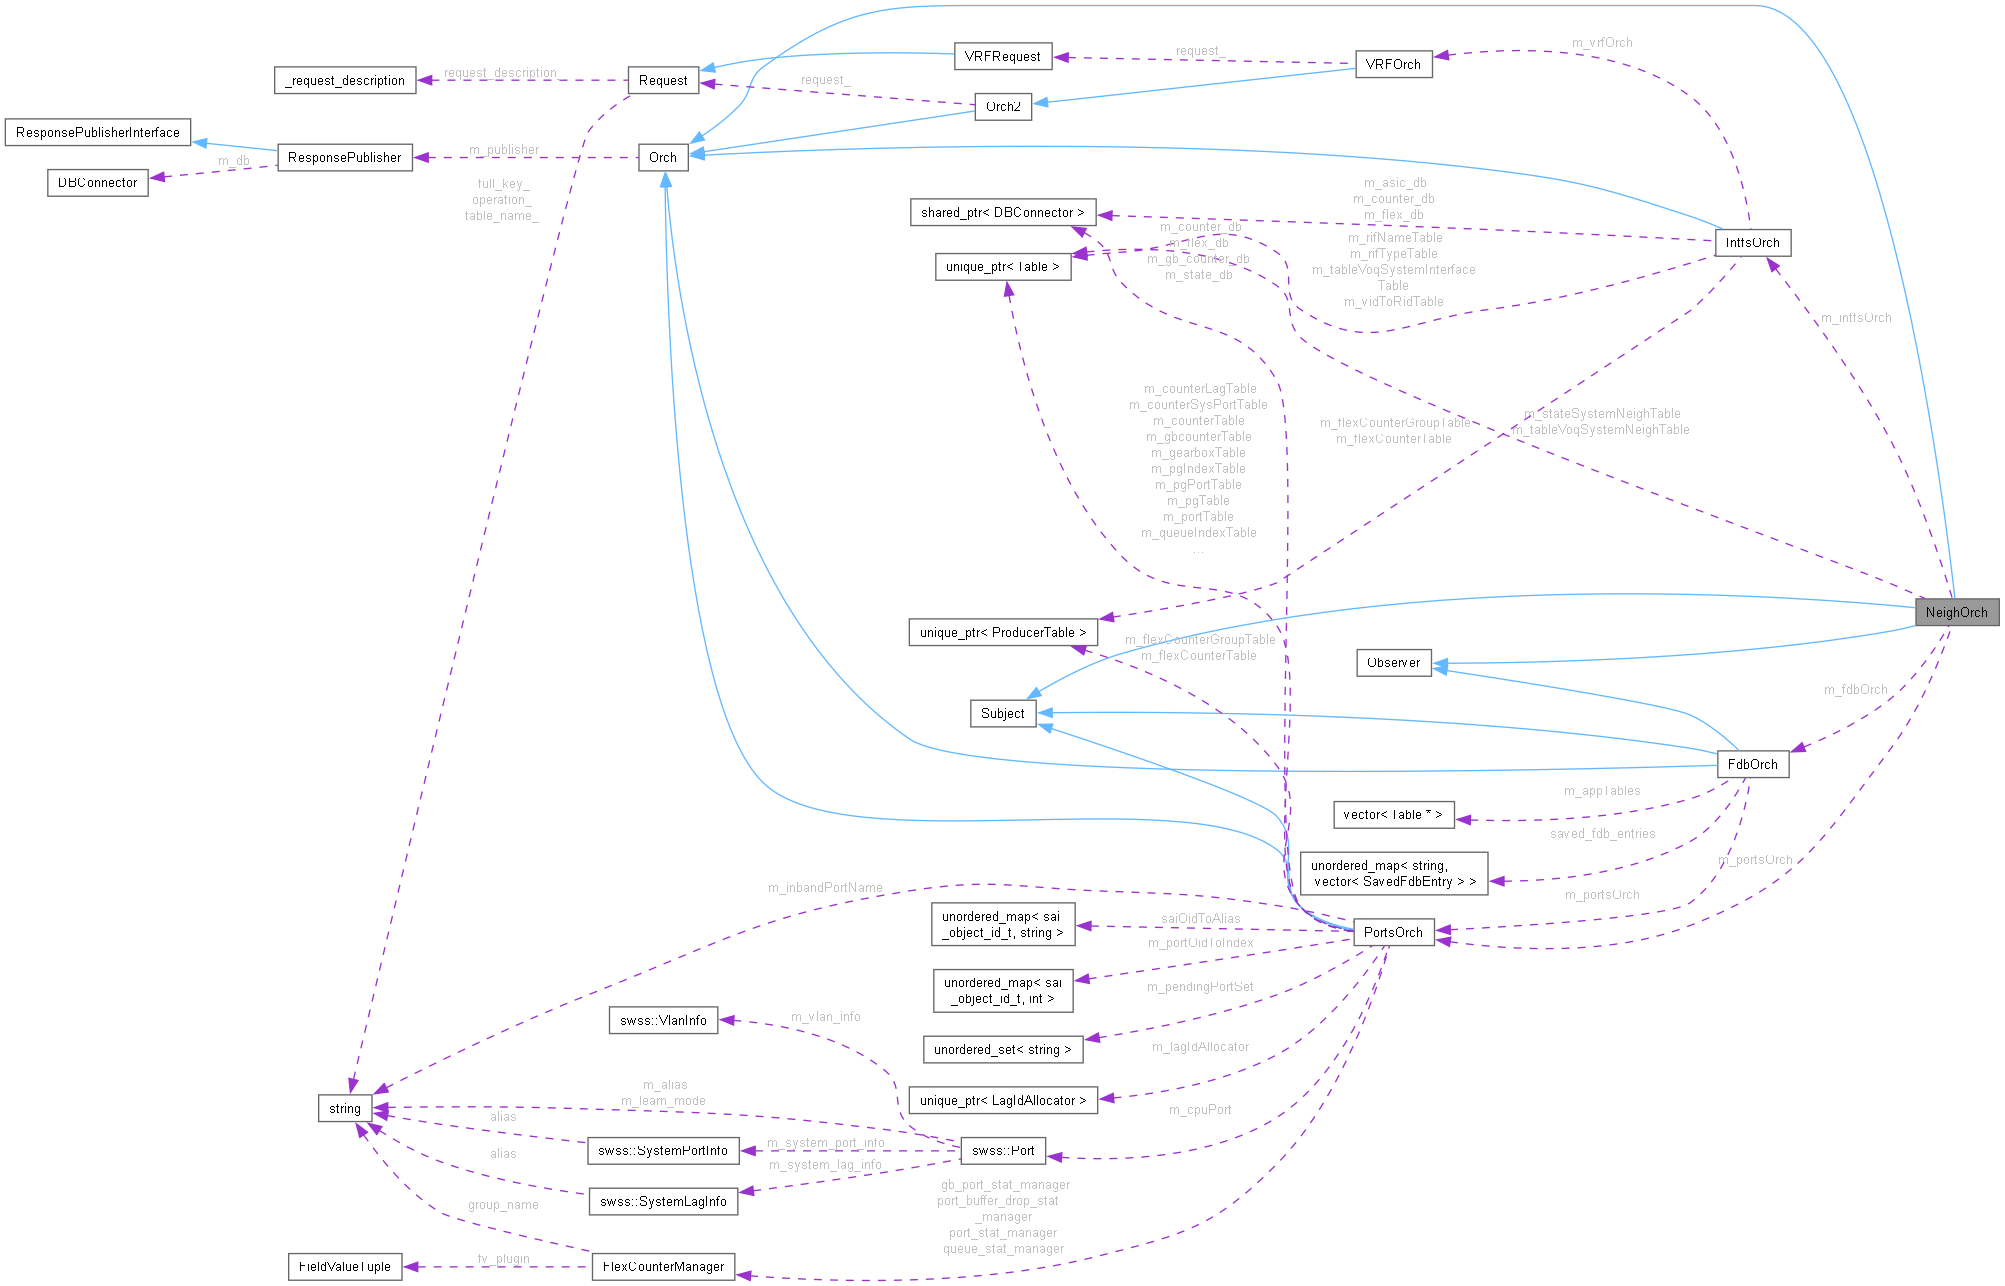 m_vrfOrch
VRFRequest
request_
VRFOrch
_request_description
request_description_
Request
request_
Orch2
ResponsePublisherInterface
m_db
ResponsePublisher
m_publisher
Orch
DBConnector
full_key_
operation_
table_name_
m_asic_db
m_counter_db
m_flex_db
shared_ptr< DBConnector >
m_counter_db
m_flex_db
m_gb_counter_db
m_state_db
m_rifNameTable
m_rifTypeTable
m_tableVoqSystemInterface
Table
m_vidToRidTable
IntfsOrch
unique_ptr< Table >
m_intfsOrch
m_counterLagTable
m_counterSysPortTable
m_counterTable
m_gbcounterTable
m_gearboxTable
m_pgIndexTable
m_pgPortTable
m_pgTable
m_portTable
m_queueIndexTable
...
m_flexCounterGroupTable
m_flexCounterTable
m_stateSystemNeighTable
m_tableVoqSystemNeighTable
NeighOrch
unique_ptr< ProducerTable >
m_flexCounterGroupTable
m_flexCounterTable
Observer
m_fdbOrch
Subject
FdbOrch
m_appTables
vector< Table * >
saved_fdb_entries
unordered_map< string,
vector< SavedFdbEntry > >
m_portsOrch
m_portsOrch
m_inbandPortName
unordered_map< sai
_object_id_t, string >
saiOidToAlias
PortsOrch
m_portOidToIndex
unordered_map< sai
_object_id_t, int >
m_pendingPortSet
swss::VlanInfo
m_vlan_info
unordered_set< string >
m_lagIdAllocator
unique_ptr< LagIdAllocator >
m_alias
m_learn_mode
string
alias
m_cpuPort
swss::SystemPortInfo
m_system_port_info
swss::Port
alias
m_system_lag_info
swss::SystemLagInfo
gb_port_stat_manager
port_buffer_drop_stat
_manager
port_stat_manager
queue_stat_manager
group_name
FieldValueTuple
fv_plugin
FlexCounterManager